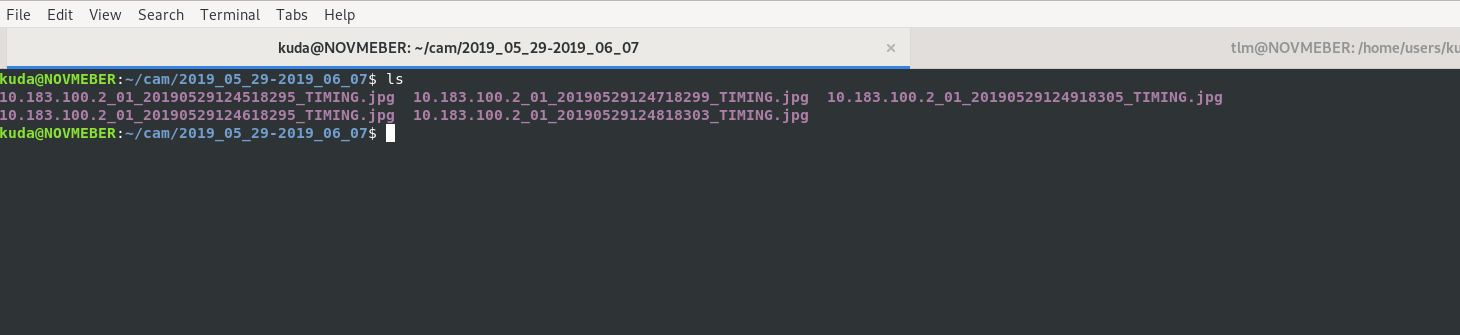 File Edit View Search Terminal Tabs Help
kuda@NOVMEBER: ~/cam/2019_05_29-2019_06_07 × tlm@NOVMEBER: /home/users/ku
kuda@NOVMEBER:~/cam/2019_05_29-2019_06_07$ ls
10.183.100.2_01_20190529124518295_TIMING.jpg 10.183.100.2_01_20190529124718299_TIMING.jpg 10.183.100.2_01_20190529124918305_TIMING.jpg
10.183.100.2_01_20190529124618295_TIMING.jpg 10.183.100.2_01_20190529124818303_TIMING.jpg
kuda@NOVMEBER:~/cam/2019_05_29-2019_06_07$